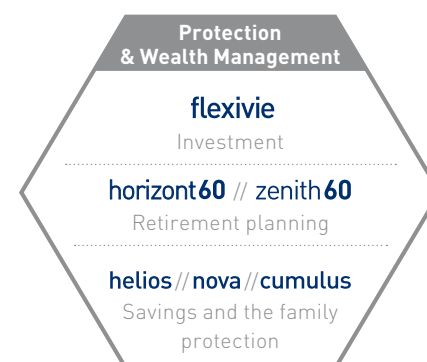 Protection
& Wealth Management
flexivie
Investment
horizont60 // zenith60
Retirement planning
helios//nova//cumulus
Savings and the family
protection